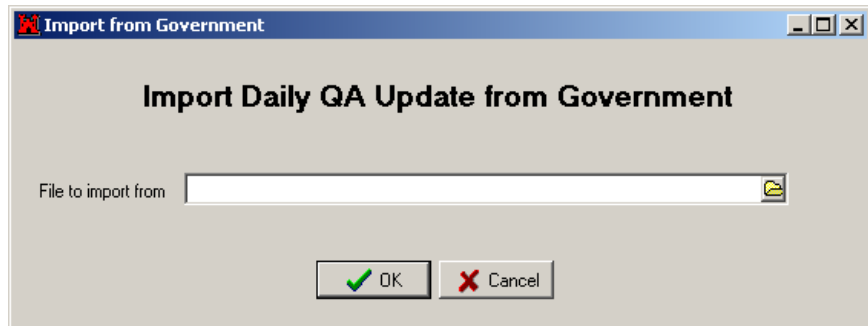 Import from Government
Import Daily QA Update from Government
File to import from
OK Cancel